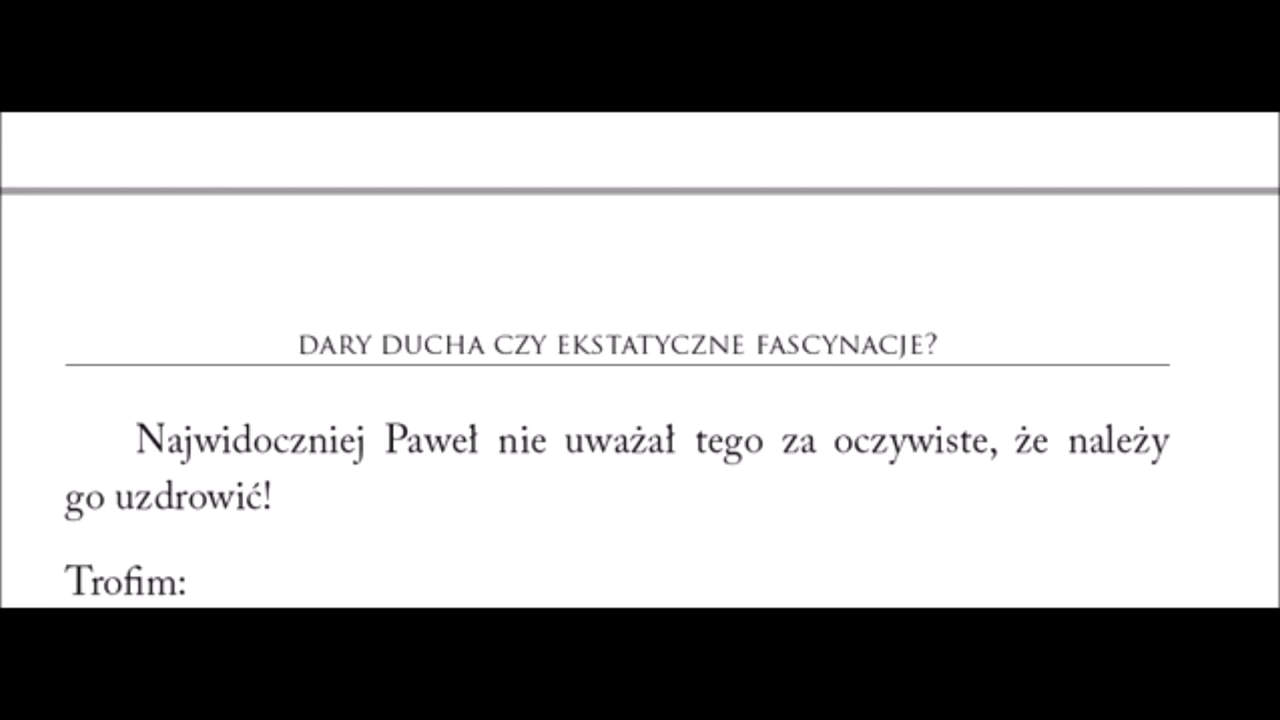 DARY DUCHA CZY EKSTATYCZNE FASCYNACJE?
Najwidoczniej Paweł nie uważał tego za oczywiste, że należy
go uzdrowić!
Trofim: